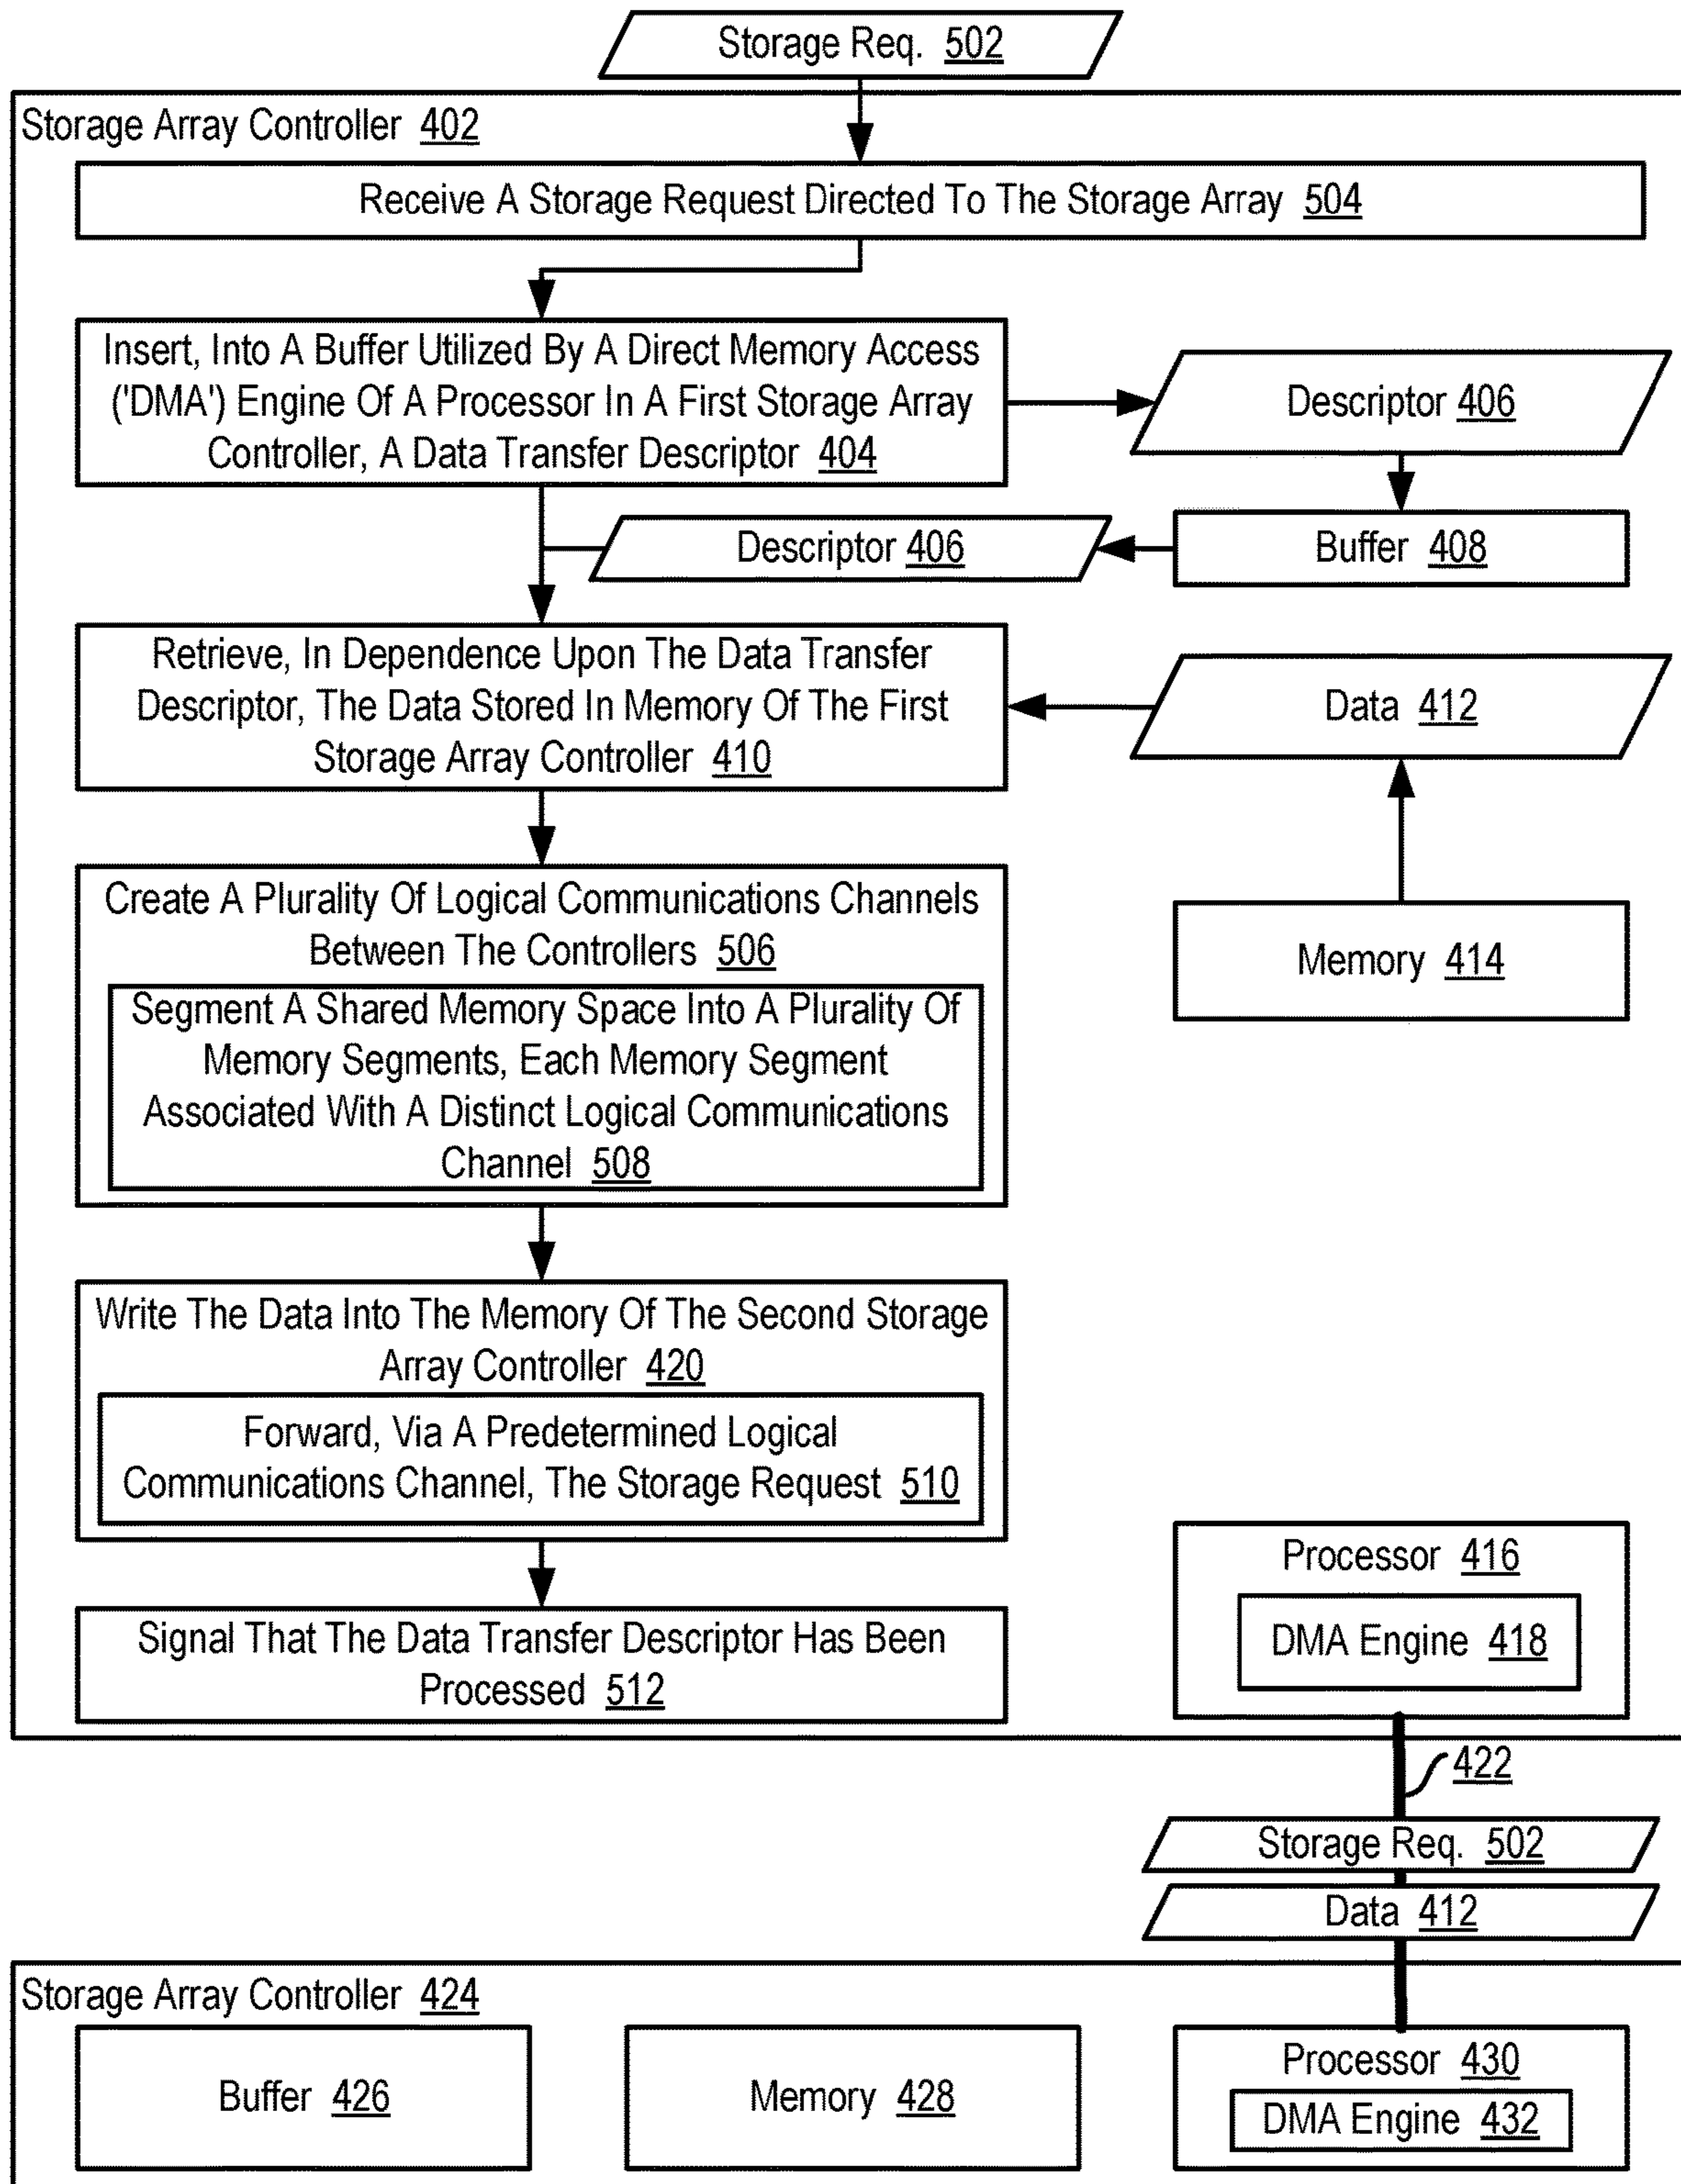 Storage Req. 502
Storage Array Controller 402
Receive A Storage Request Directed To The Storage Array 504
Insert, Into A Buffer Utilized By A Direct Memory Access
('DMA') Engine Of A Processor In A First Storage Array
Controller, A Data Transfer Descriptor 404
Descriptor 406
Descriptor 406
Buffer 408
Retrieve, In Dependence Upon The Data Transfer
Descriptor, The Data Stored In Memory Of The First
Storage Array Controller 410
Data 412
Create A Plurality Of Logical Communications Channels
Between The Controllers 506
Segment A Shared Memory Space Into A Plurality Of
Memory Segments, Each Memory Segment
Associated With A Distinct Logical Communications
Channel 508
Memory 414
Write The Data Into The Memory Of The Second Storage
Array Controller 420
Forward, Via A Predetermined Logical
Communications Channel, The Storage Request 510
Signal That The Data Transfer Descriptor Has Been
Processed 512
Processor 416
DMA Engine 418
422
Storage Req. 502
Data 412
Storage Array Controller 424
Buffer 426
Memory 428
Processor 430
DMA Engine 432